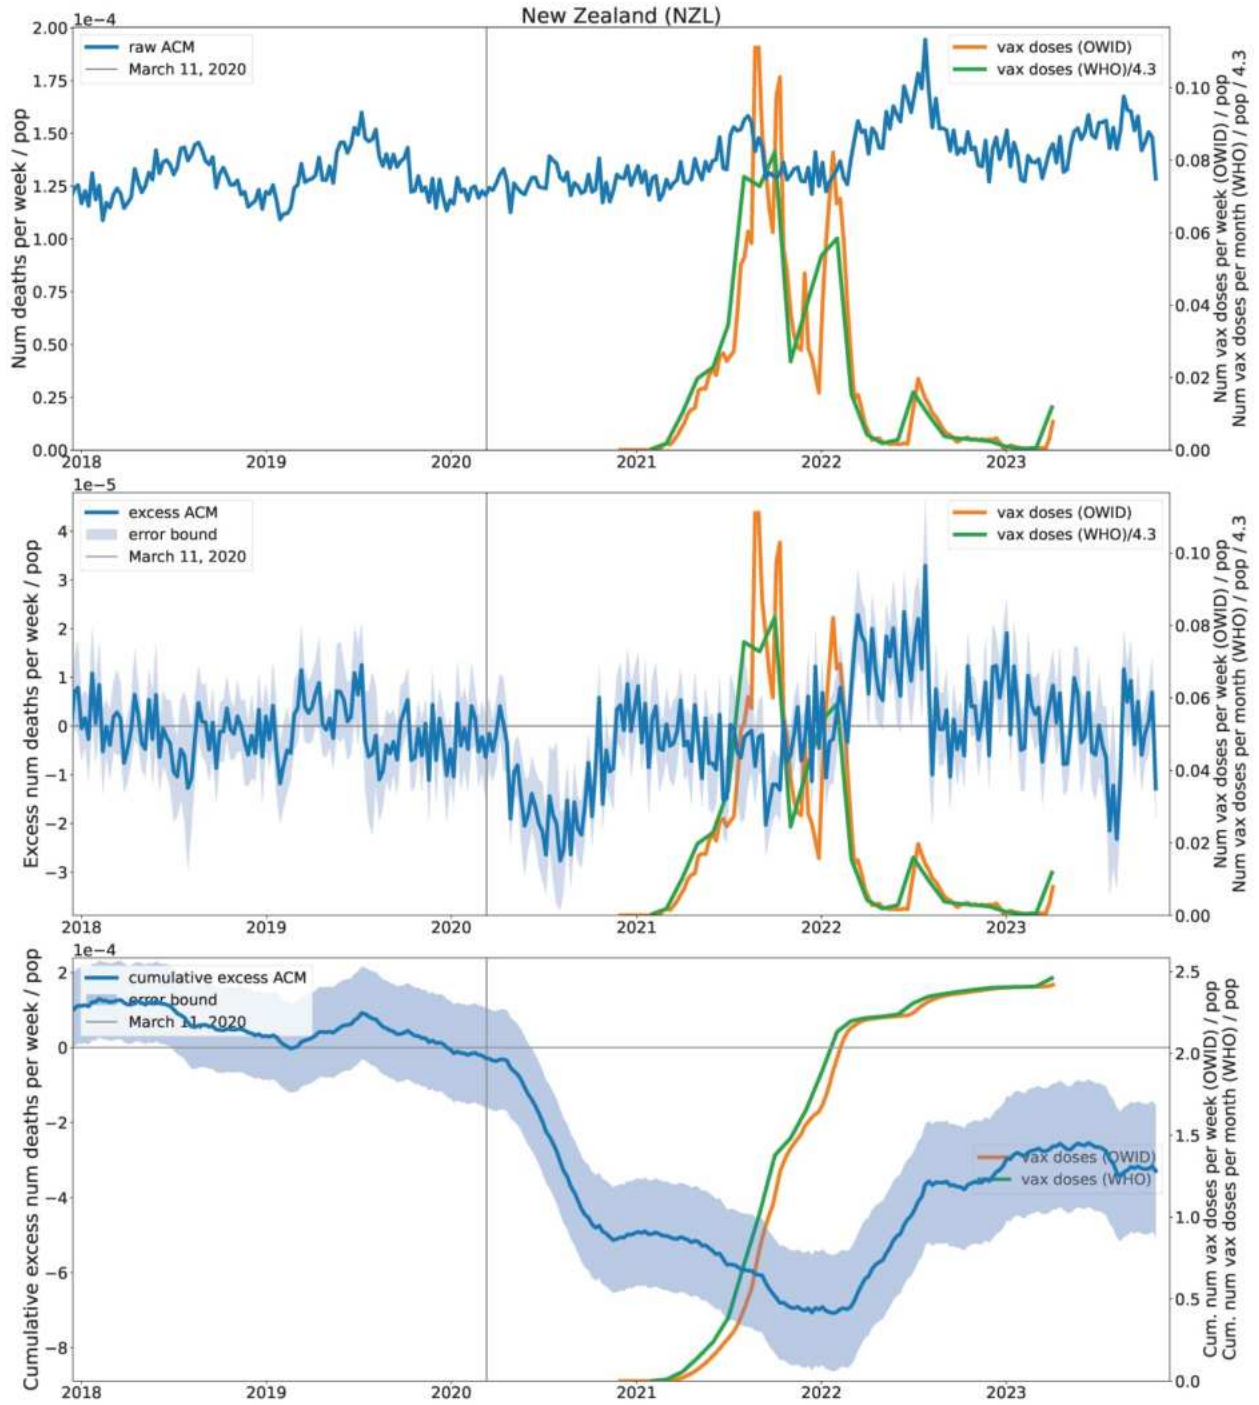 New Zealand (NZL)
1e−4
raw ACM
March 11, 2020
vax doses (OWID)
vax doses (WHO)/4.3
Num deaths per week / pop
2.00
1.75
1.50
1.25
1.00
0.75
0.50
0.25
0.00
0.10
0.08
0.06
0.04
0.02
0.00
Num vax doses per week (OWID) / pop
Num vax doses per month (WHO) / pop / 4.3
2018 2019 2020 2021 2022 2023
1e−5
excess ACM
error bound
March 11, 2020
vax doses (OWID)
vax doses (WHO)/4.3
Excess num deaths per week / pop
4
3
2
1
0
−1
−2
−3
0.10
0.08
0.06
0.04
0.02
0.00
Num vax doses per week (OWID) / pop
Num vax doses per month (WHO) / pop / 4.3
2018 2019 2020 2021 2022 2023
1e−4
cumulative excess ACM
error bound
March 11, 2020
vax doses (OWID)
vax doses (WHO)
Cumulative excess num deaths per week / pop
2
0
−2
−4
−6
−8
2.5
2.0
1.5
1.0
0.5
0.0
Cum. num vax doses per week (OWID) / pop
Cum. num vax doses per month (WHO) / pop
2018 2019 2020 2021 2022 2023